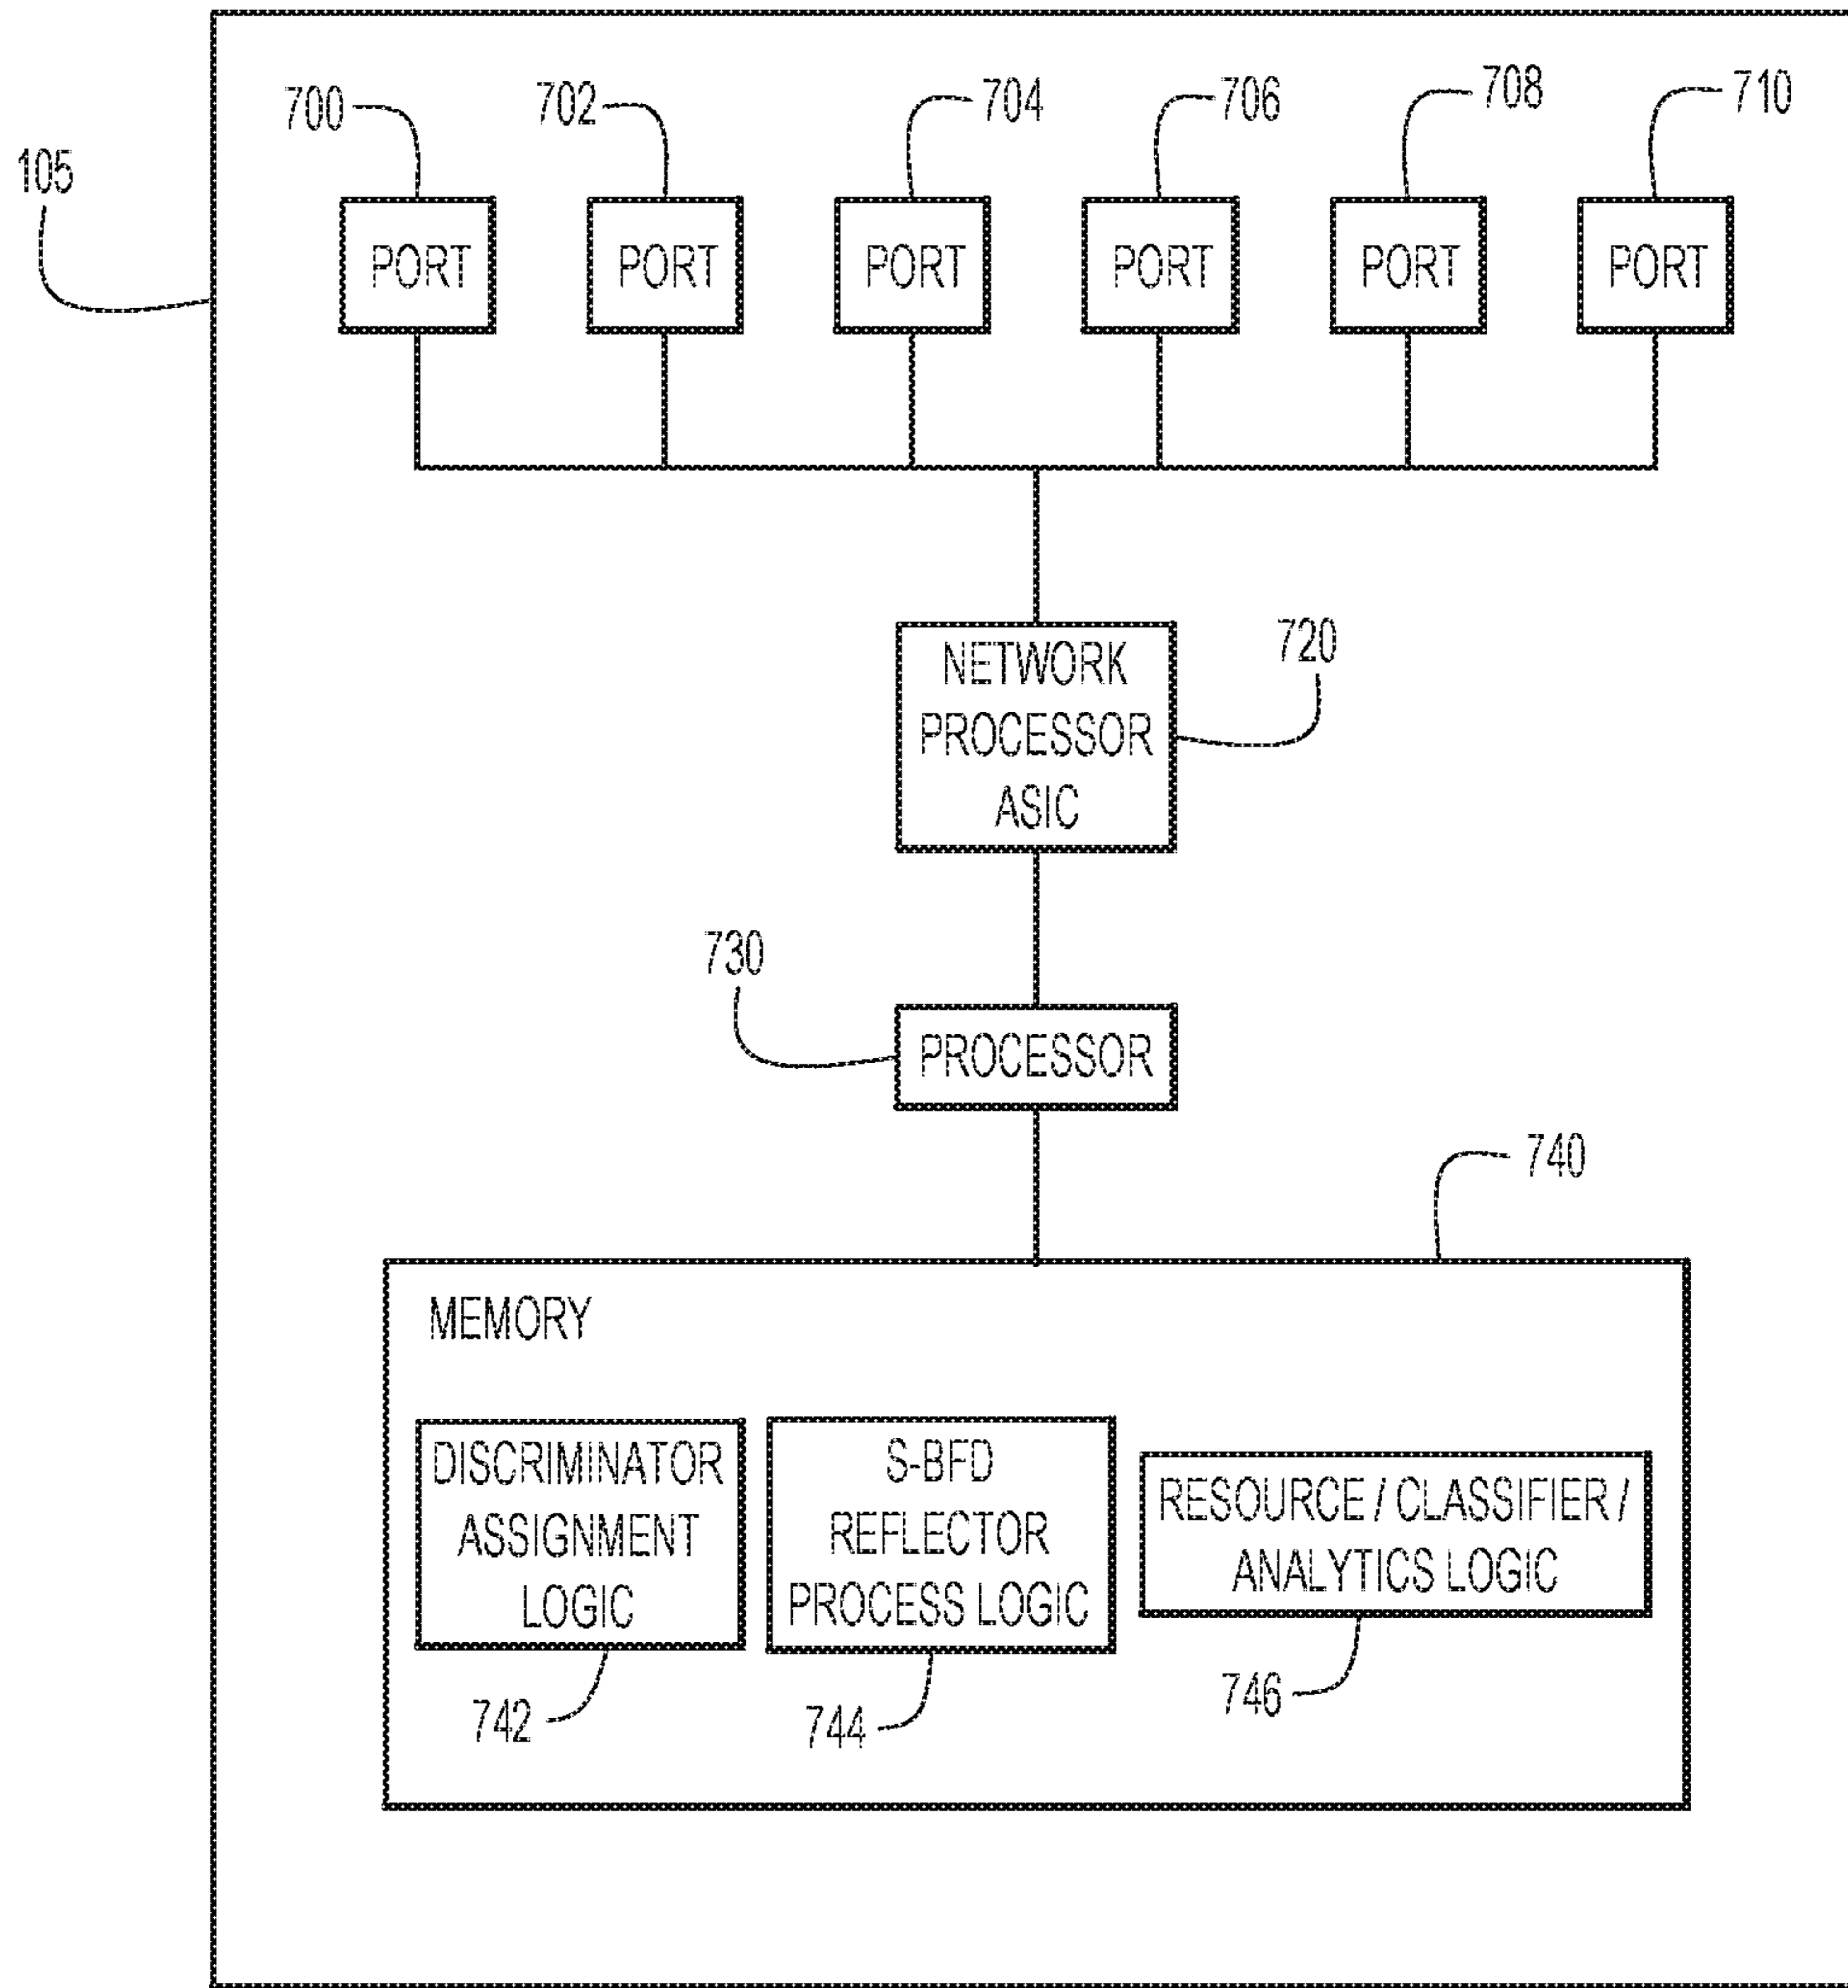 700 702 704 706 708 710
105
PORT PORT PORT PORT PORT PORT
NETWORK
PROCESSOR
ASIC
720
730
PROCESSOR
740
MEMORY
DISCRIMINATOR
ASSIGNMENT
LOGIC
S-BFD
REFLECTOR
PROCESS LOGIC
RESOURCE / CLASSIFIER /
ANALYTICS LOGIC
742
744
746